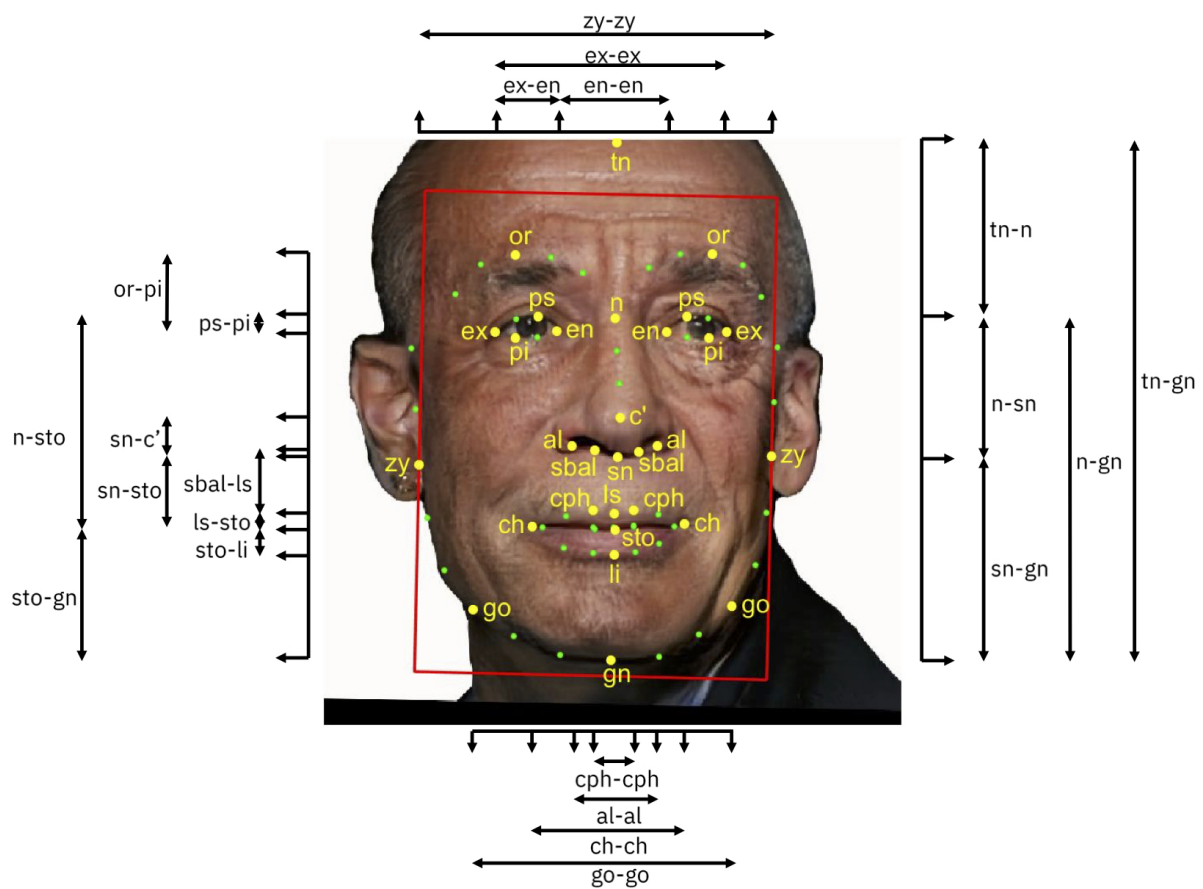 zy-zy
ex-ex
ex-en en-en
tn
or or
tn-n
or-pi
ps-pi
ps n ps
ex en en ex
pi pi
tn-gn
n-sto
sn-c’
c'
n-sn
al al
sbal sn sbal
zy zy
n-gn
sn-sto
sbal-ls
cph ls cph
ls-sto
ch sto ch
sto-li
li
sn-gn
sto-gn
go go
gn
cph-cph
al-al
ch-ch
go-go